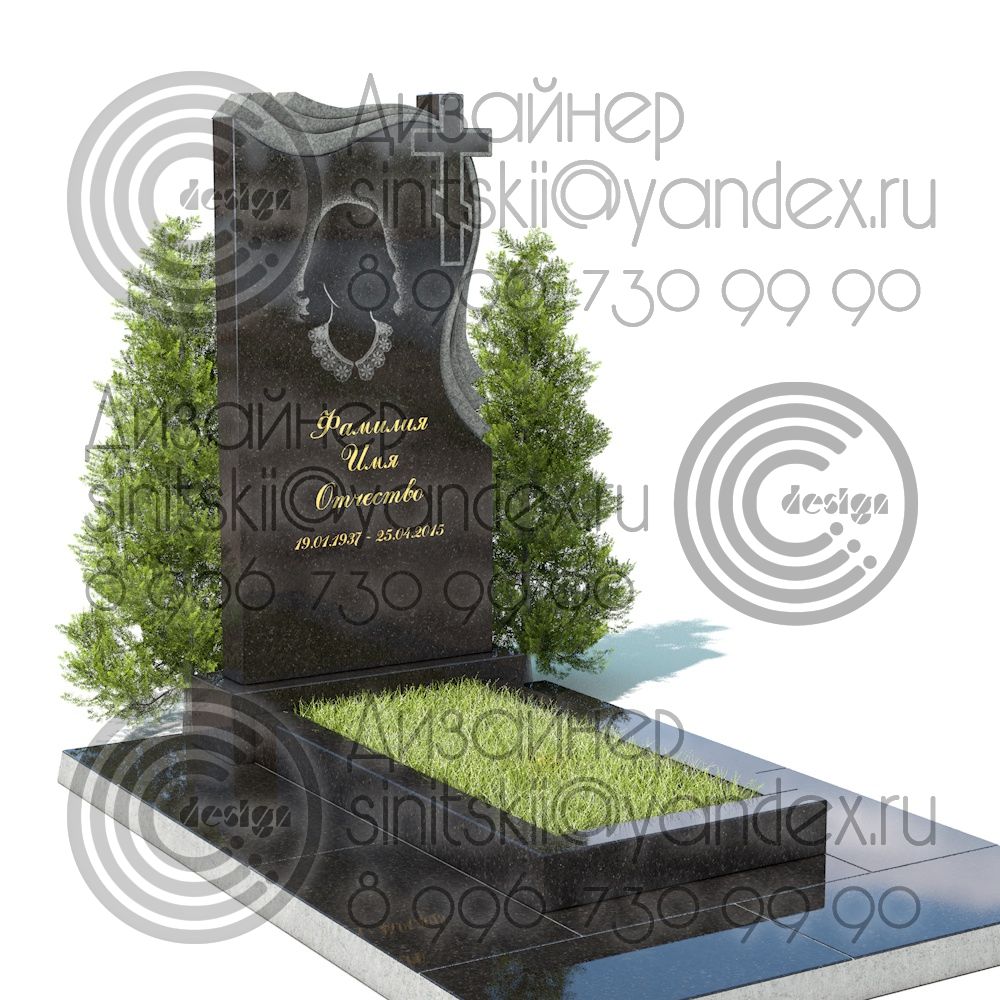 Дизайнер
sinitskii@yandex.ru
8 996 730 99 90
design
Дизайнер
sinitskii@yandex.ru
8 996 730 99 90
design
Фамилия
Имя
Отчество
19.01.1937 - 25.04.2015
Дизайнер
sinitskii@yandex.ru
8 996 730 99 90
design